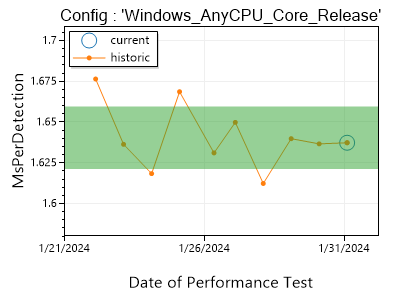 Config : 'Windows_AnyCPU_Core_Release'
current
historic
MsPerDetection
1.7
1.675
1.65
1.625
1.6
1/21/2024
1/26/2024
1/31/2024
Date of Performance Test